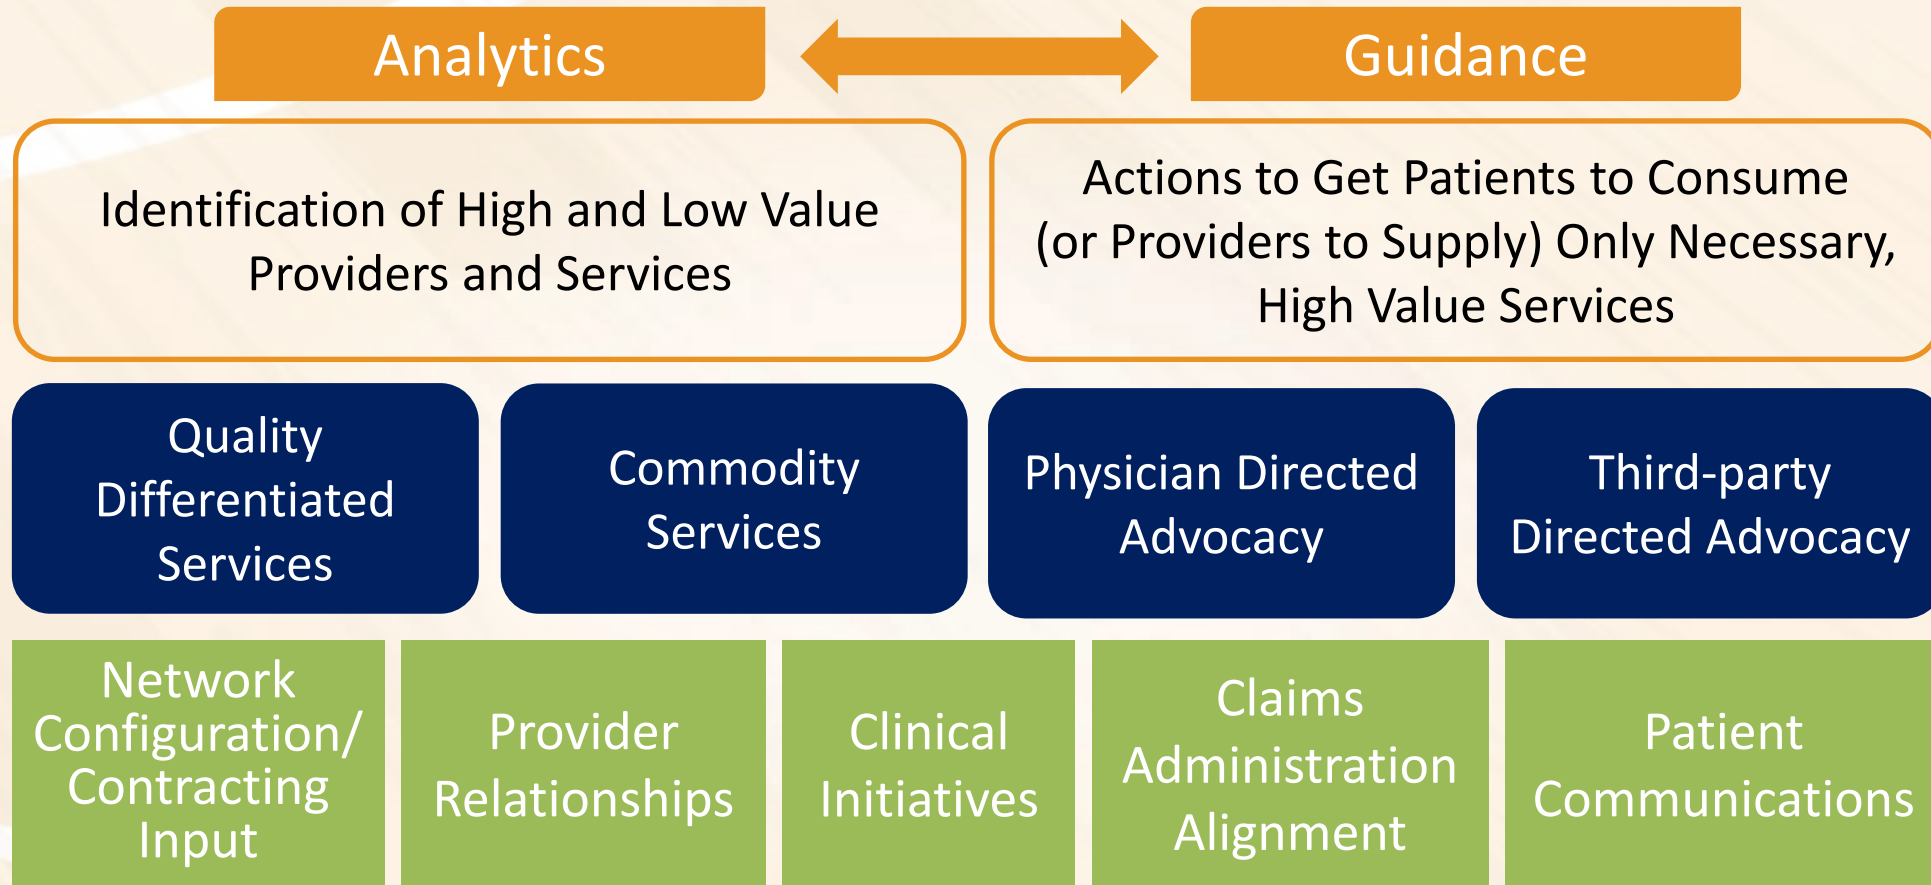 Analytics
Guidance
Identification of High and Low Value
Providers and Services
Actions to Get Patients to Consume
(or Providers to Supply) Only Necessary,
High Value Services
Quality
Differentiated
Services
Commodity
Services
Physician Directed
Advocacy
Third-party
Directed Advocacy
Network
Configuration/
Contracting
Input
Provider
Relationships
Clinical
Initiatives
Claims
Administration
Alignment
Patient
Communications